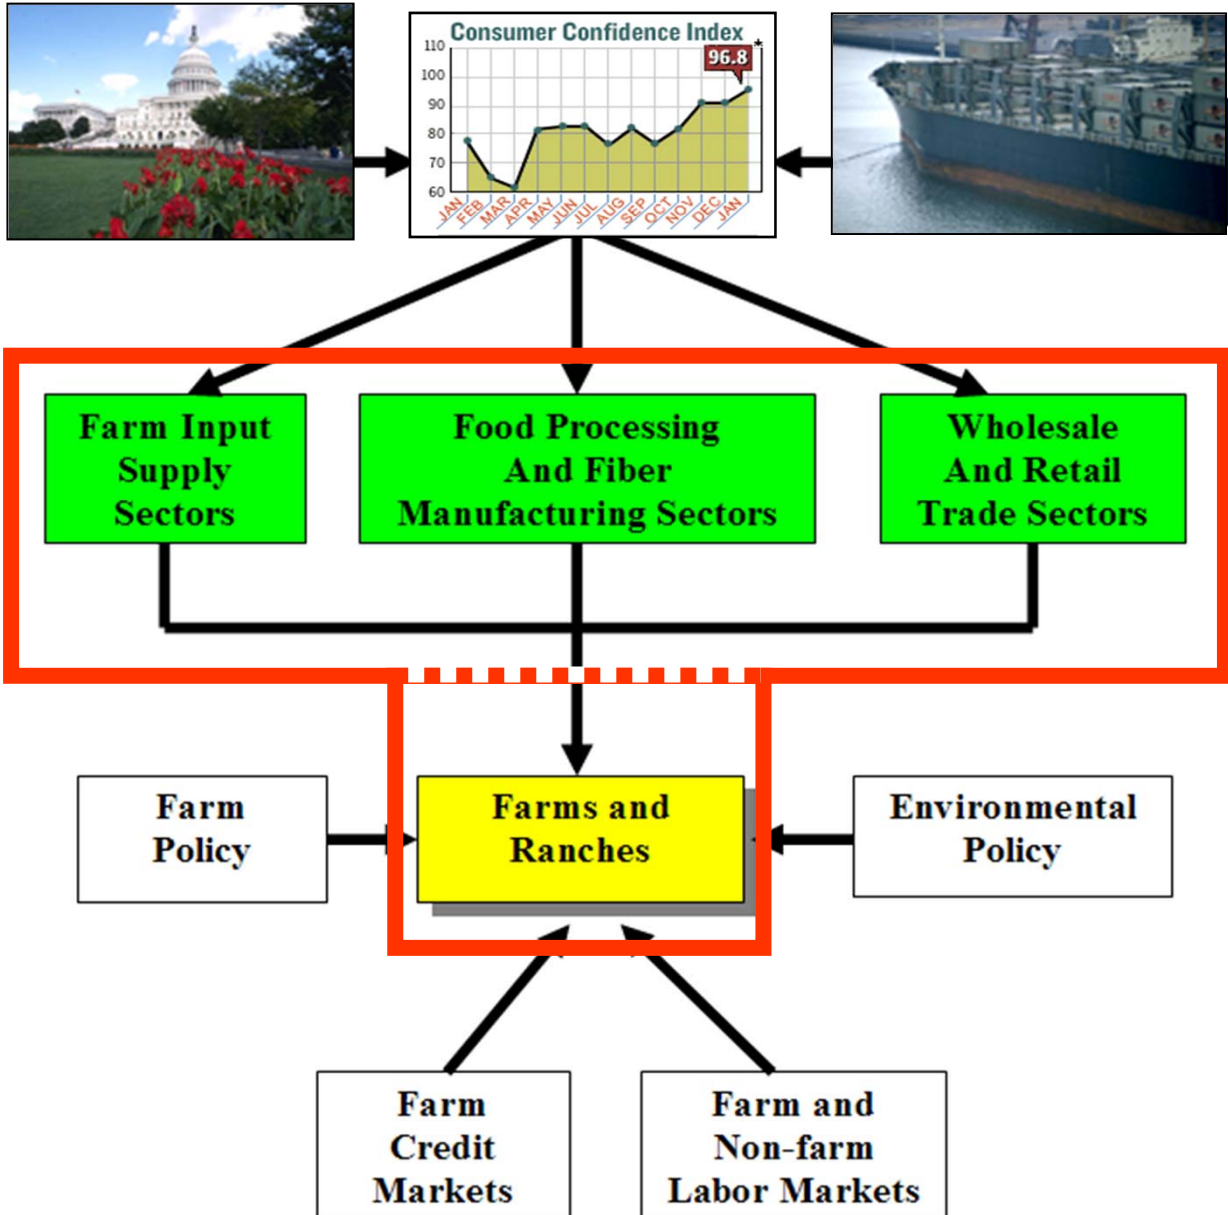 Consumer Confidence Index
96.8
*
110
100
90
80
70
60
JAN
FEB
MAR
APR
MAY
JUN
JUL
AUG
SEP
OCT
NOV
DEC
JAN
Farm Input
Supply
Sectors
Food Processing
And Fiber
Manufacturing Sectors
Wholesale
And Retail
Trade Sectors
Farm
Policy
Farms and
Ranches
Environmental
Policy
Farm
Credit
Markets
Farm and
Non-farm
Labor Markets